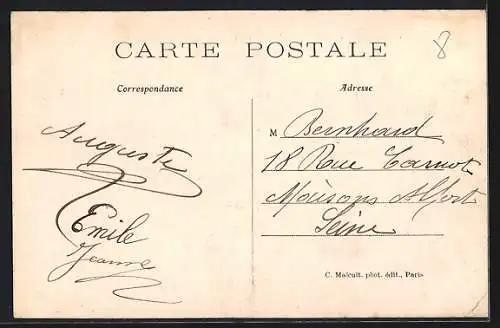 CARTE POSTALE
8
Correspondance
Adresse
Auguste
Emile
Jeanne
M Bernhard
18 Rue Carnot
Maisons Alfort
Seine
C. Malcuit, phot. édit., Paris